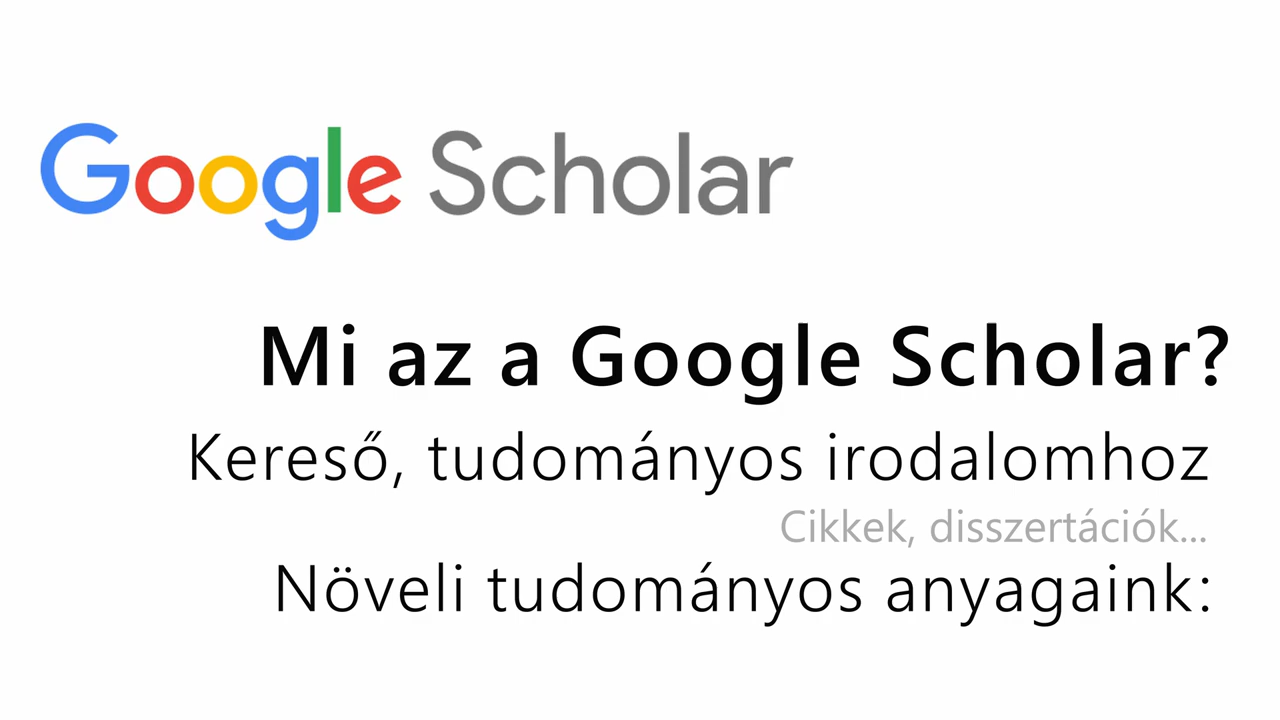 Google Scholar
Mi az a Google Scholar?
Kereső, tudományos irodalomhoz
Cikkek, disszertációk...
Növeli tudományos anyagaink: